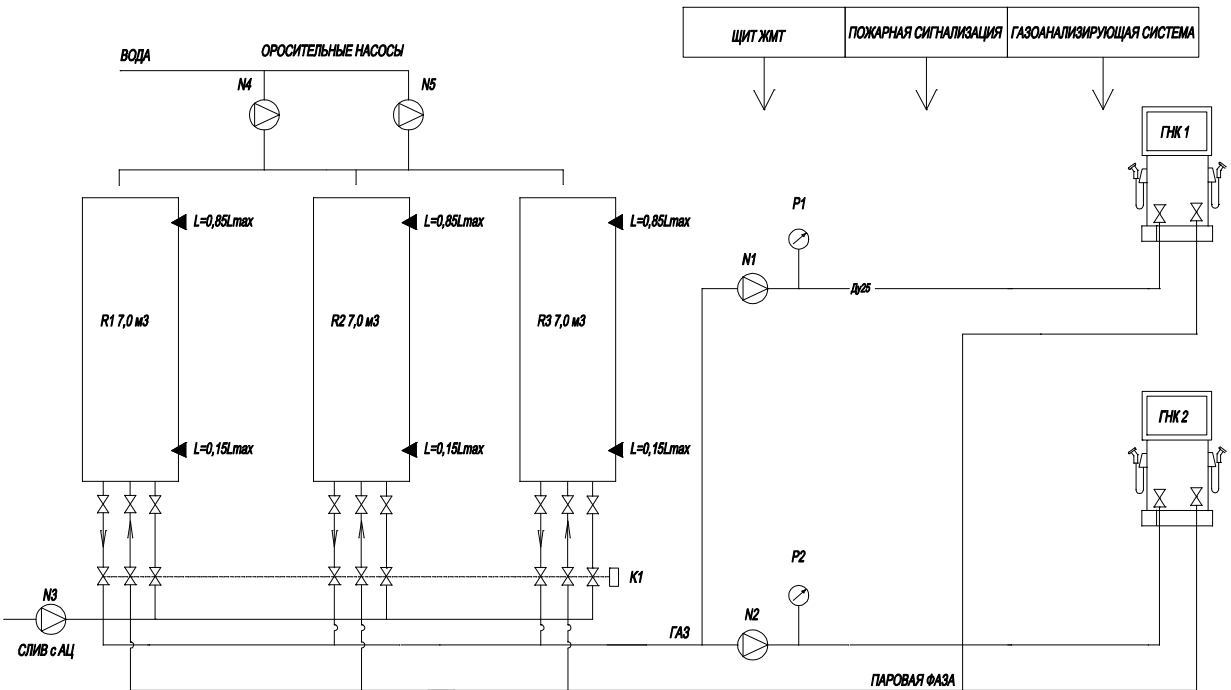 ЩИТ ЖМТ
ПОЖАРНАЯ СИГНАЛИЗАЦИЯ
ГАЗОАНАЛИЗИРУЮЩАЯ СИСТЕМА
ВОДА
ОРОСИТЕЛЬНЫЕ НАСОСЫ
N4
N5
ГНК 1
L=0,85Lmax
L=0,85Lmax
L=0,85Lmax
P1
N1
Ду25
R1 7,0 м3
R2 7,0 м3
R3 7,0 м3
ГНК 2
L=0,15Lmax
L=0,15Lmax
L=0,15Lmax
K1
P2
N3
N2
ГАЗ
СЛИВ с АЦ
ПАРОВАЯ ФАЗА